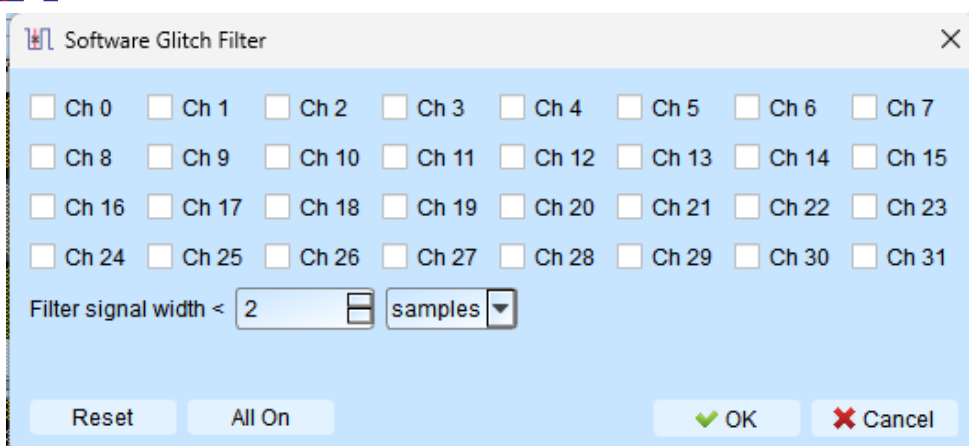 Software Glitch Filter
Ch 0 Ch 1 Ch 2 Ch 3 Ch 4 Ch 5 Ch 6 Ch 7
Ch 8 Ch 9 Ch 10 Ch 11 Ch 12 Ch 13 Ch 14 Ch 15
Ch 16 Ch 17 Ch 18 Ch 19 Ch 20 Ch 21 Ch 22 Ch 23
Ch 24 Ch 25 Ch 26 Ch 27 Ch 28 Ch 29 Ch 30 Ch 31
Filter signal width < 2 samples
Reset All On OK Cancel